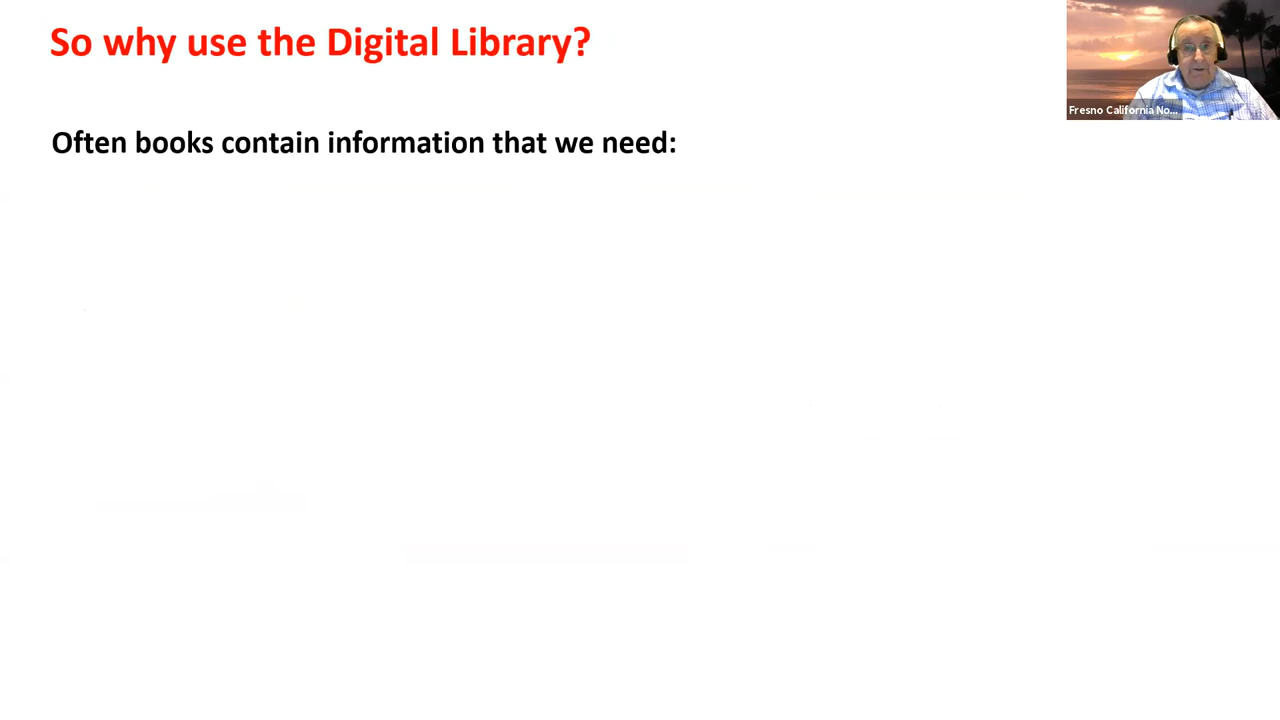 So why use the Digital Library?
Fresno California No...
Often books contain information that we need: